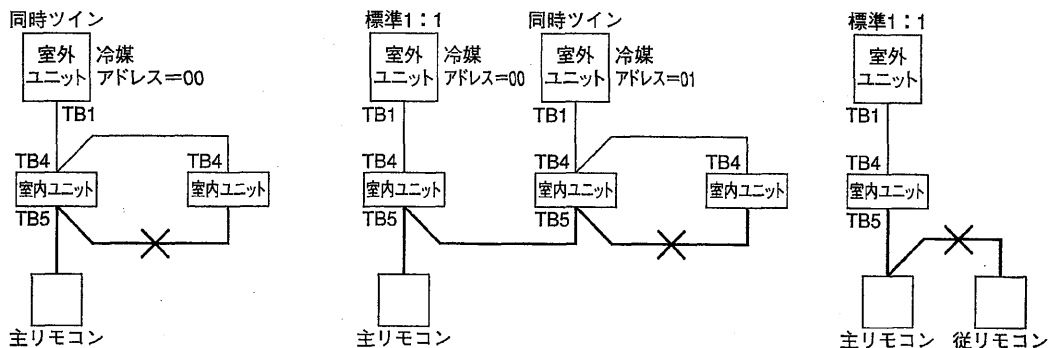 同時ツイン
室外
ユニット
冷媒
アドレス=00
TB1
TB4
室内ユニット
TB5
TB4
室内ユニット
主リモコン
標準1：1
室外
ユニット
冷媒
アドレス=00
TB1
TB4
室内ユニット
TB5
主リモコン
同時ツイン
室外
ユニット
冷媒
アドレス=01
TB1
TB4
室内ユニット
TB5
TB4
室内ユニット
標準1：1
室外
ユニット
TB1
TB4
室内ユニット
TB5
主リモコン
従リモコン